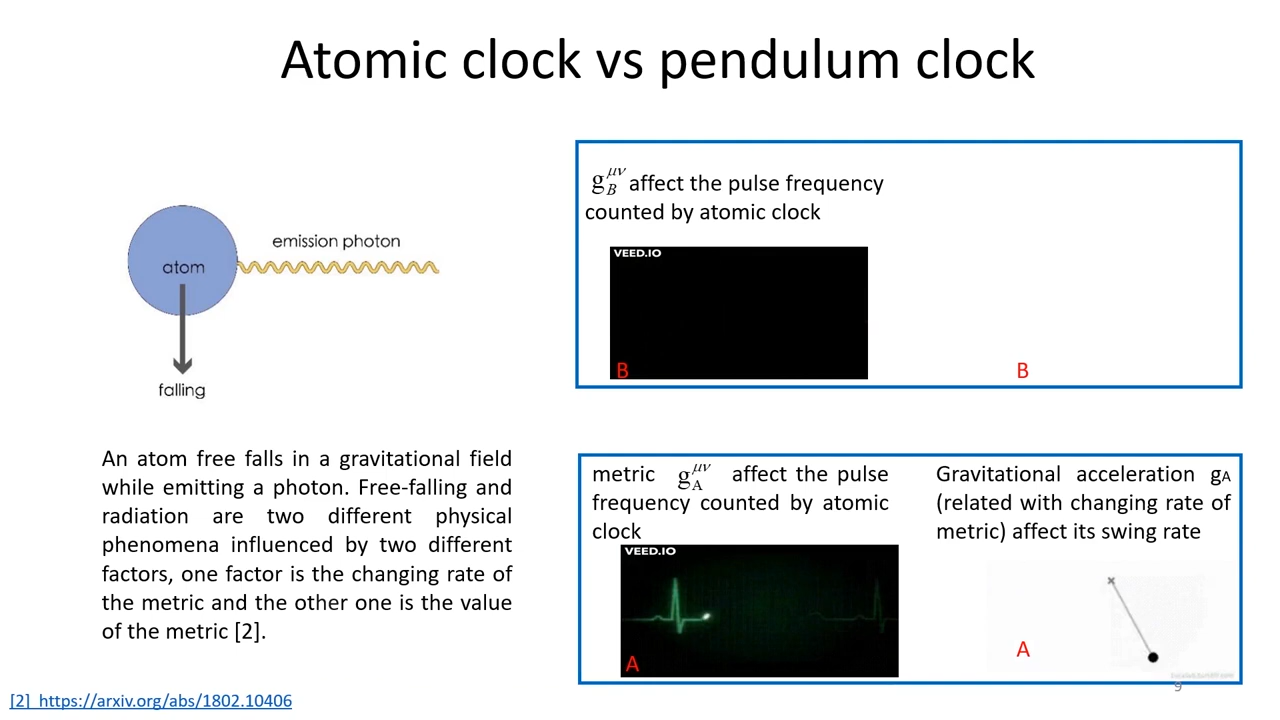 Atomic clock vs pendulum clock
atom
emission photon
falling
An atom free falls in a gravitational field
while emitting a photon. Free-falling and
radiation are two different physical
phenomena influenced by two different
factors, one factor is the changing rate of
the metric and the other one is the value
of the metric [2].
[2] https://arxiv.org/abs/1802.10406
g_B^{μν} affect the pulse frequency
counted by atomic clock
VEED.IO
B
B
metric g_A^{μν} affect the pulse
frequency counted by atomic
clock
VEED.IO
A
Gravitational acceleration gA
(related with changing rate of
metric) affect its swing rate
A
9